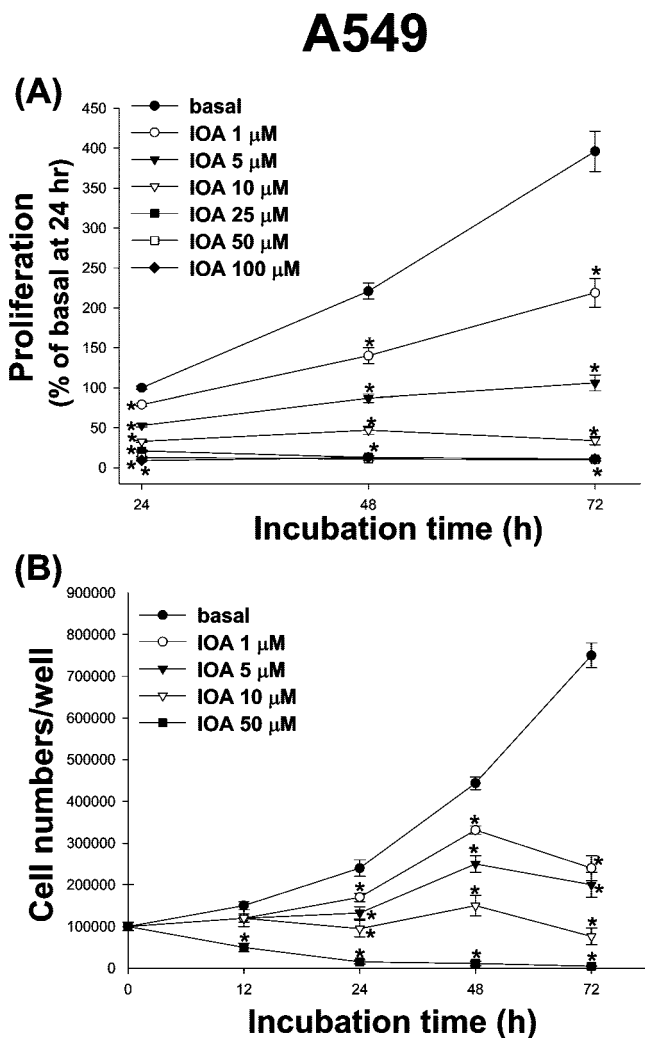 A549
(A)
450
400
350
300
250
200
150
100
50
0
Proliferation
(% of basal at 24 hr)
basal
IOA 1 μM
IOA 5 μM
IOA 10 μM
IOA 25 μM
IOA 50 μM
IOA 100 μM
*
*
*
*
*
*
*
*
*
*
*
*
*
*
24
48
72
Incubation time (h)
(B)
900000
800000
700000
600000
500000
400000
300000
200000
100000
0
Cell numbers/well
basal
IOA 1 μM
IOA 5 μM
IOA 10 μM
IOA 50 μM
*
*
*
*
*
*
*
*
*
*
*
*
*
0
12
24
48
72
Incubation time (h)